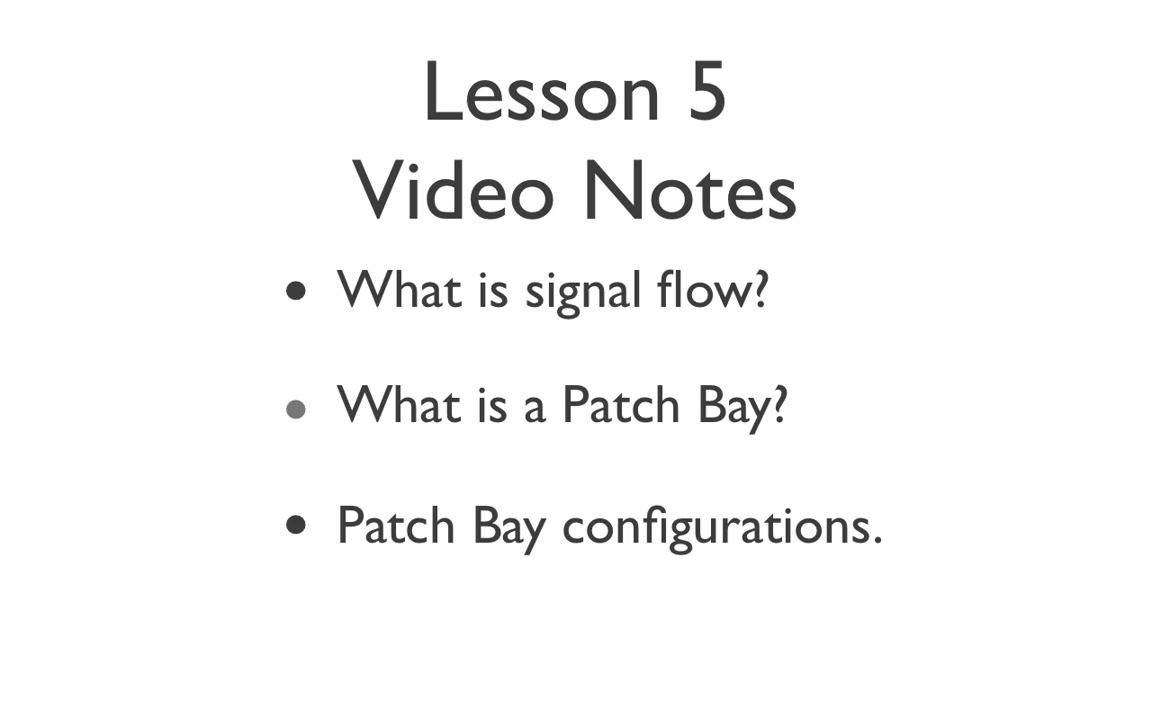 Lesson 5
Video Notes
• What is signal flow?
• What is a Patch Bay?
• Patch Bay configurations.